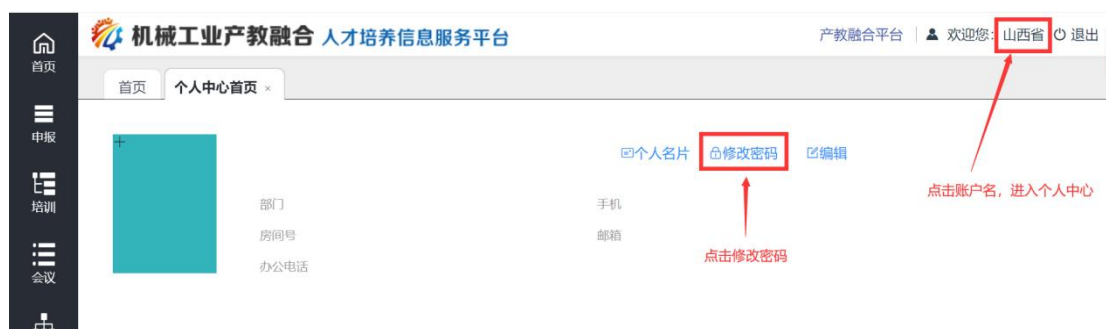 机械工业产教融合 人才培养信息服务平台
产教融合平台 欢迎您: 山西省 退出
首页
首页 个人中心首页 ×
申报
个人名片 修改密码 编辑
培训
点击账户名，进入个人中心
部门 手机
房间号 邮箱
点击修改密码
办公电话
会议